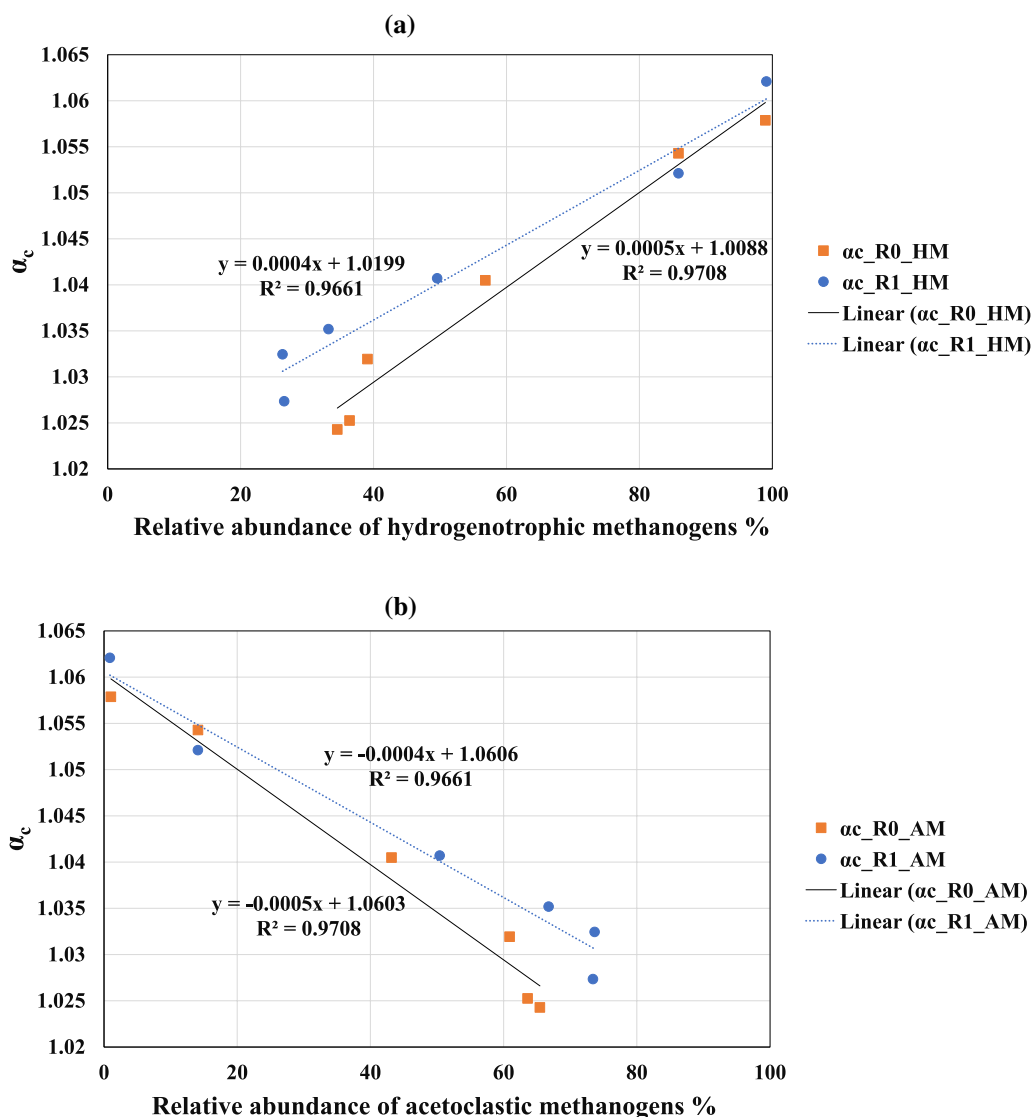 (a)
1.065
1.06
1.055
1.05
1.045
1.04
1.035
1.03
1.025
1.02
αc
y = 0.0004x + 1.0199
R² = 0.9661
y = 0.0005x + 1.0088
R² = 0.9708
0 20 40 60 80 100
Relative abundance of hydrogenotrophic methanogens %
αc_R0_HM
αc_R1_HM
Linear (αc_R0_HM)
Linear (αc_R1_HM)
(b)
1.065
1.06
1.055
1.05
1.045
1.04
1.035
1.03
1.025
1.02
αc
y = -0.0004x + 1.0606
R² = 0.9661
y = -0.0005x + 1.0603
R² = 0.9708
0 20 40 60 80 100
Relative abundance of acetoclastic methanogens %
αc_R0_AM
αc_R1_AM
Linear (αc_R0_AM)
Linear (αc_R1_AM)